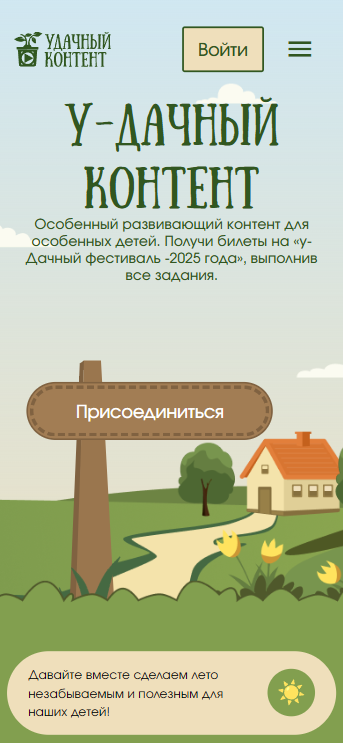 УДАЧНЫЙ
КОНТЕНТ
Войти
У-ДАЧНЫЙ
КОНТЕНТ
Особенный развивающий контент для
особенных детей. Получи билеты на «у-
Дачный фестиваль -2025 года», выполнив
все задания.
Присоединиться
Давайте вместе сделаем лето
незабываемым и полезным для
наших детей!